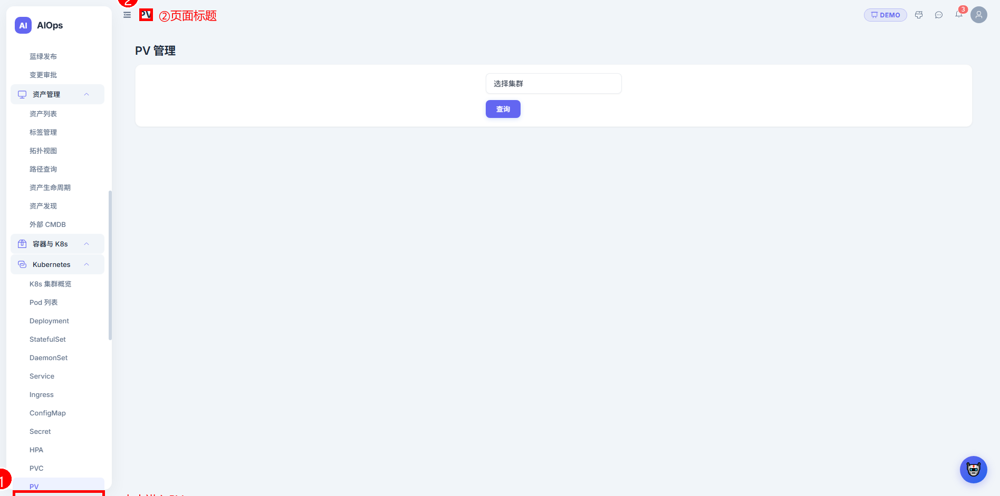 2
PV ②页面标题
DEMO
3
AI AIOps
蓝绿发布
变更审批
资产管理
资产列表
标签管理
拓扑视图
路径查询
资产生命周期
资产发现
外部 CMDB
容器与 K8s
Kubernetes
K8s 集群概览
Pod 列表
Deployment
StatefulSet
DaemonSet
Service
Ingress
ConfigMap
Secret
HPA
PVC
1
PV
PV 管理
选择集群
查询